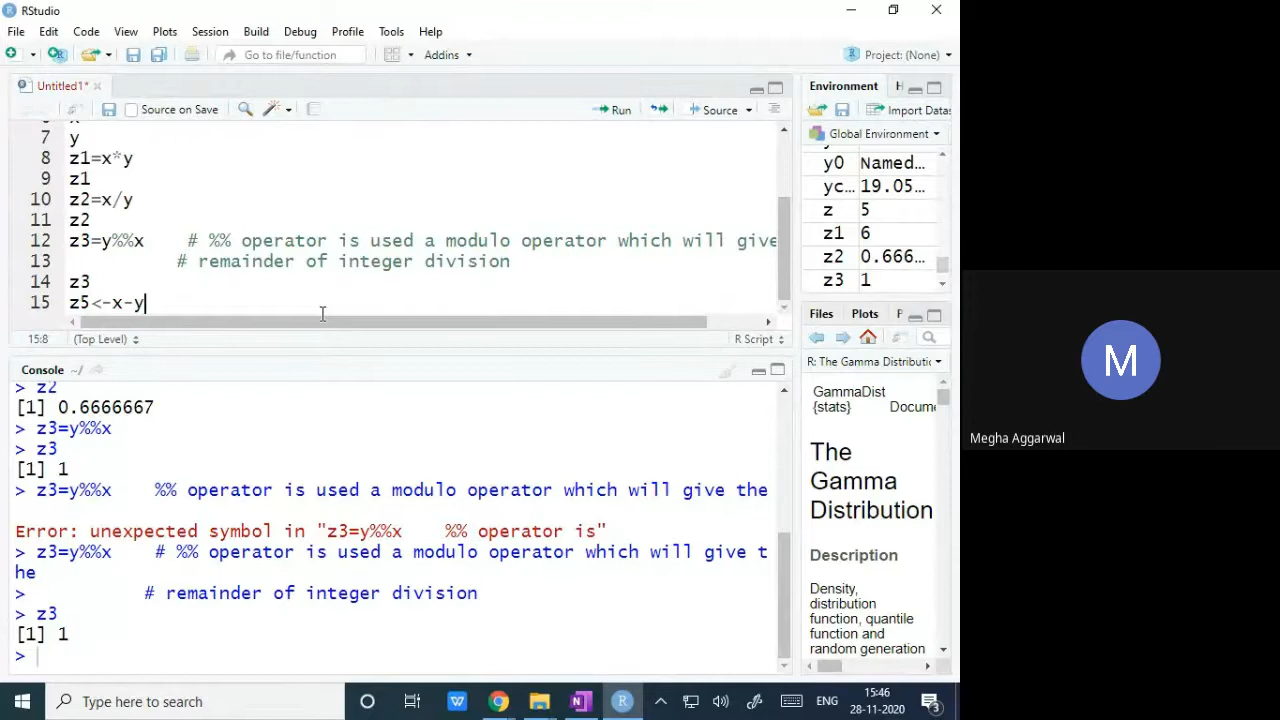 RStudio
File Edit Code View Plots Session Build Debug Profile Tools Help
Go to file/function Addins Project: (None)
Untitled1*
Source on Save Run Source
7 y
8 z1=x*y
9 z1
10 z2=x/y
11 z2
12 z3=y%%x # %% operator is used a modulo operator which will give
13 # remainder of integer division
14 z3
15 z5<-x-y
15:8 (Top Level) R Script
Console ~/
> z2
[1] 0.6666667
> z3=y%%x
> z3
[1] 1
> z3=y%%x %% operator is used a modulo operator which will give the
Error: unexpected symbol in "z3=y%%x %% operator is"
> z3=y%%x # %% operator is used a modulo operator which will give t
he
> # remainder of integer division
> z3
[1] 1
>
Environment H
Import Datas
Global Environment
y0 Named…
yc… 19.05…
z 5
z1 6
z2 0.666…
z3 1
Files Plots P
R: The Gamma Distributic
GammaDist
{stats} Docume
The
Gamma
Distribution
Description
Density,
distribution
function, quantile
function and
random generation
M
Megha Aggarwal
Type here to search
ENG
15:46
28-11-2020
3